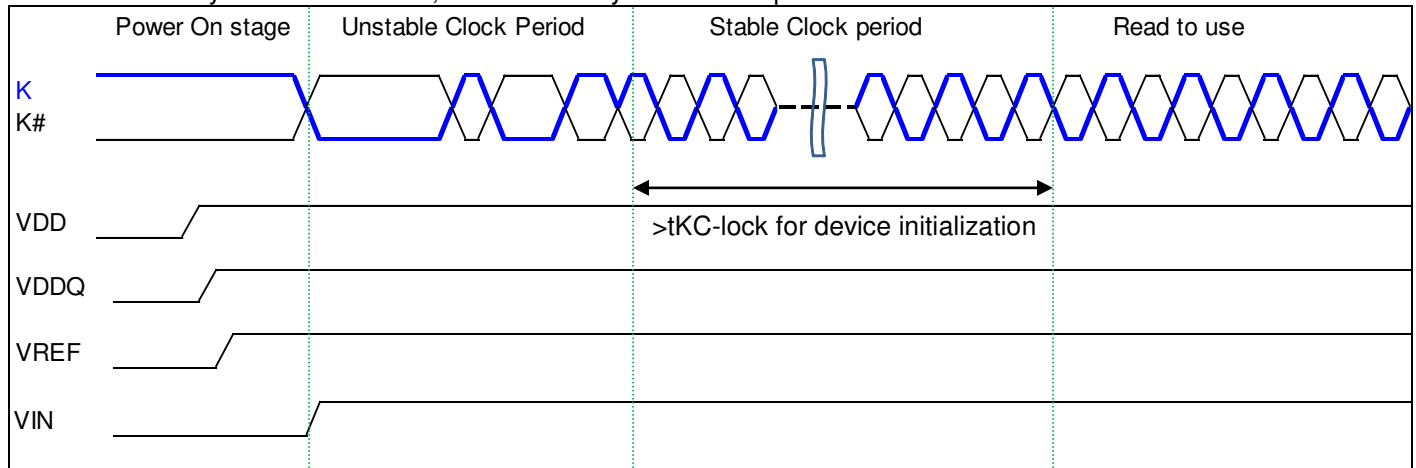 Power On stage Unstable Clock Period Stable Clock period Read to use
K
K#
>tKC-lock for device initialization
VDD
VDDQ
VREF
VIN